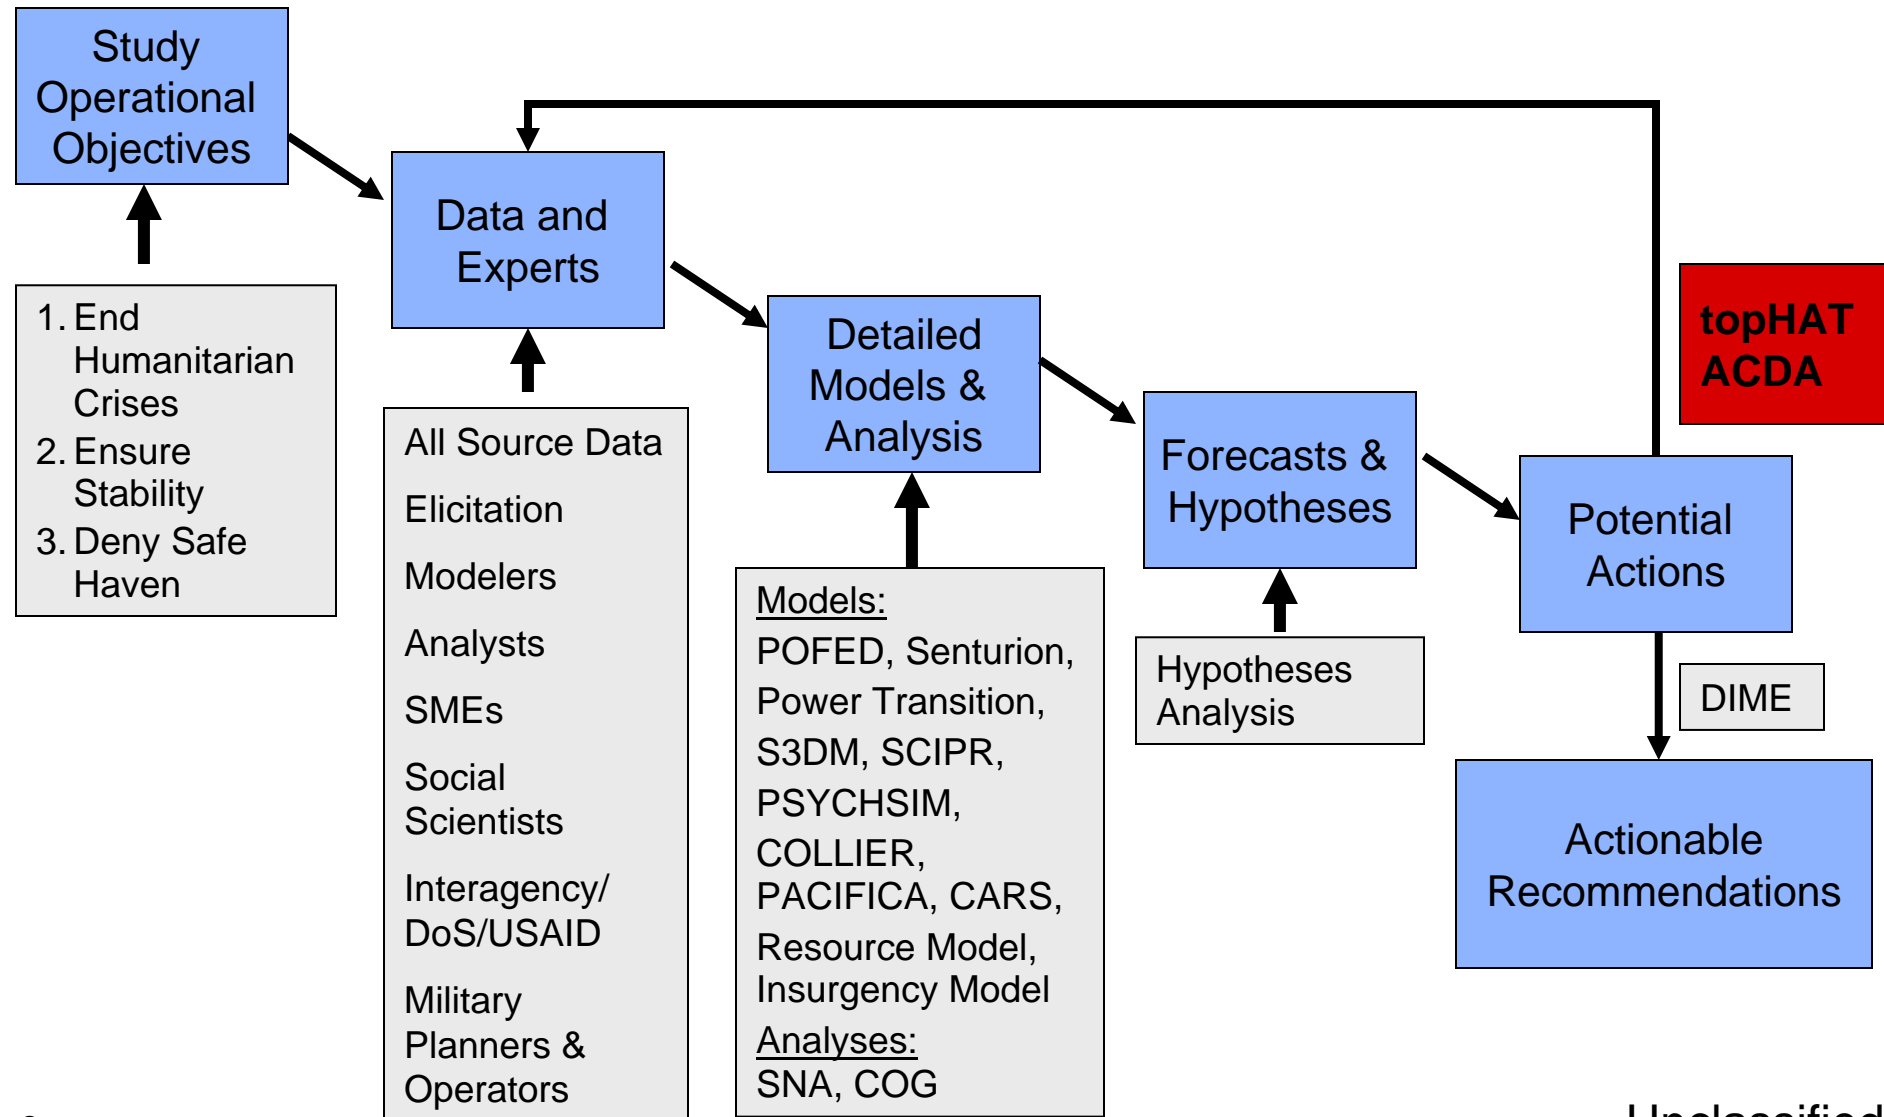 Study
Operational
Objectives
1. End
Humanitarian
Crises
2. Ensure
Stability
3. Deny Safe
Haven
Data and
Experts
All Source Data
Elicitation
Modelers
Analysts
SMEs
Social
Scientists
Interagency/
DoS/USAID
Military
Planners &
Operators
Detailed
Models &
Analysis
Models:
POFED, Senturion,
Power Transition,
S3DM, SCIPR,
PSYCHSIM,
COLLIER,
PACIFICA, CARS,
Resource Model,
Insurgency Model
Analyses:
SNA, COG
Forecasts &
Hypotheses
Hypotheses
Analysis
topHAT
ACDA
Potential
Actions
DIME
Actionable
Recommendations
Unclassified